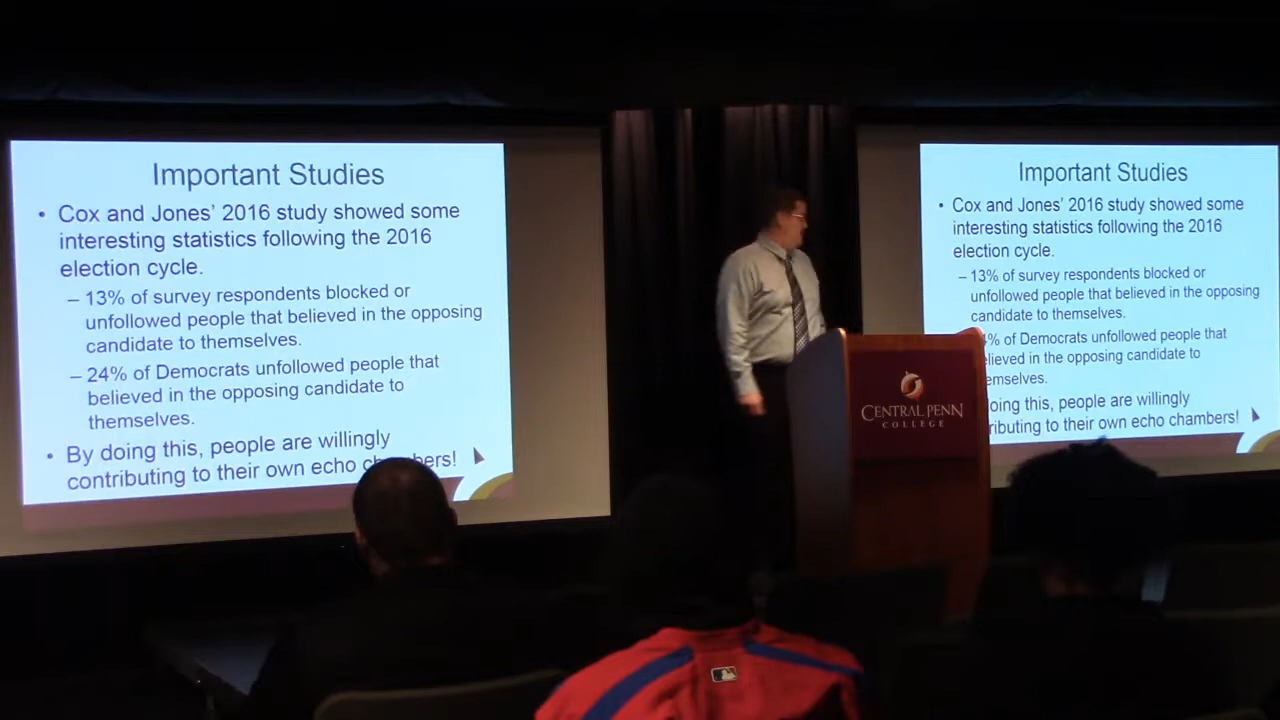 Important Studies
• Cox and Jones' 2016 study showed some
interesting statistics following the 2016
election cycle.
– 13% of survey respondents blocked or
unfollowed people that believed in the opposing
candidate to themselves.
– 24% of Democrats unfollowed people that
believed in the opposing candidate to
themselves.
• By doing this, people are willingly
contributing to their own echo chambers!
CENTRAL PENN
COLLEGE
Important Studies
• Cox and Jones' 2016 study showed some
interesting statistics following the 2016
election cycle.
– 13% of survey respondents blocked or
unfollowed people that believed in the opposing
candidate to themselves.
4% of Democrats unfollowed people that
lieved in the opposing candidate to
emselves.
oing this, people are willingly
ributing to their own echo chambers!